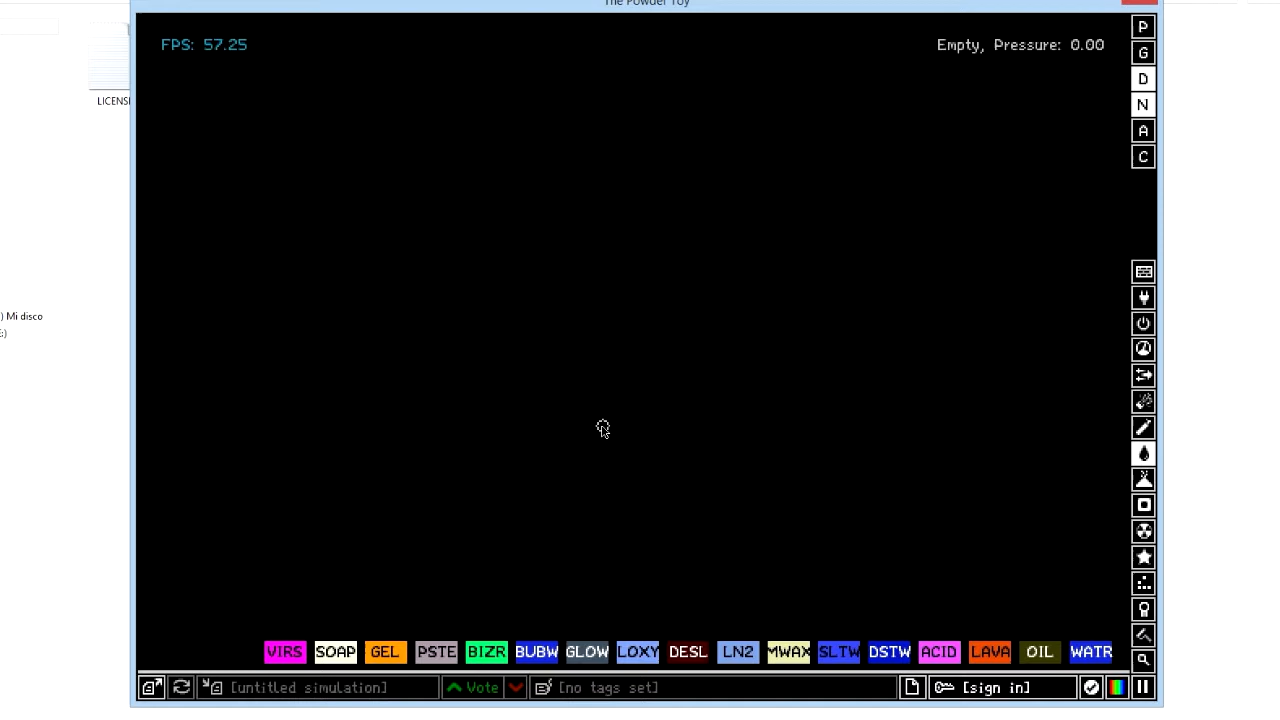 The Powder Toy
FPS: 57.25
Empty, Pressure: 0.00
P
G
D
N
A
C
LICENS
) Mi disco
:)
VIRS SOAP GEL PSTE BIZR BUBW GLOW LOXY DESL LN2 MWAX SLTW DSTW ACID LAVA OIL WATR
[untitled simulation] Vote [no tags set] [sign in]